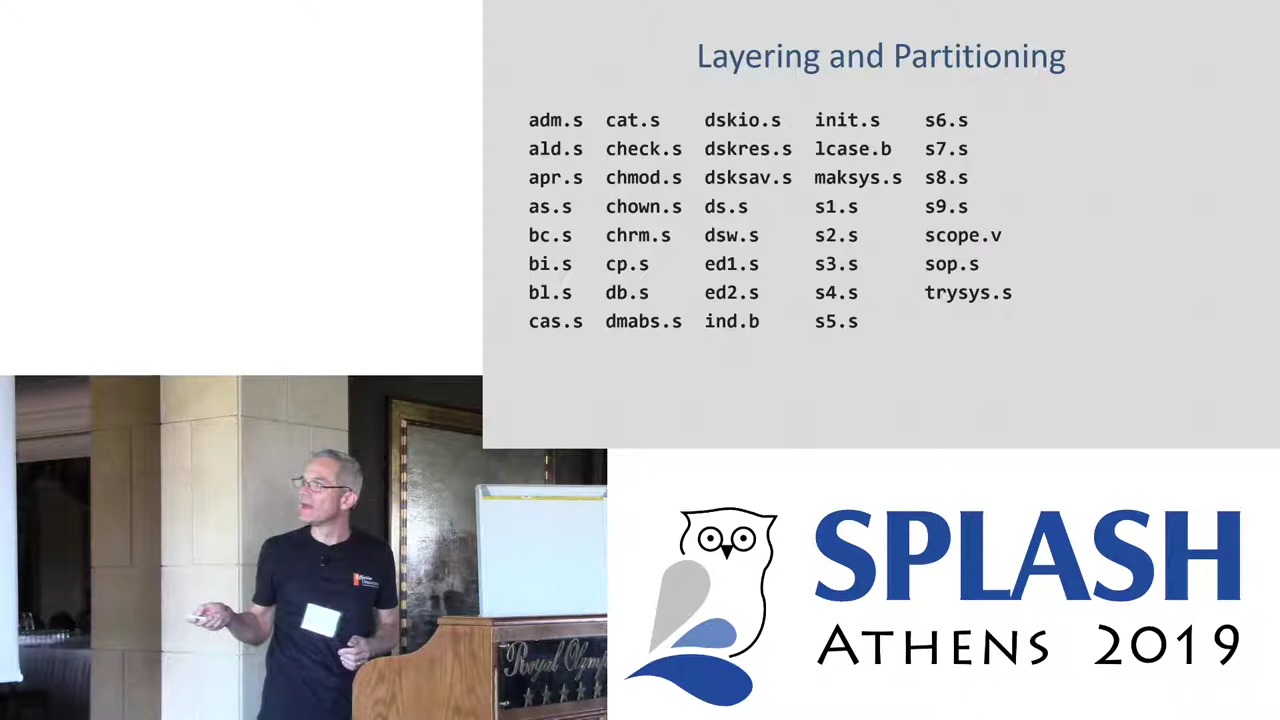 Layering and Partitioning
adm.s cat.s dskio.s init.s s6.s
ald.s check.s dskres.s lcase.b s7.s
apr.s chmod.s dsksav.s maksys.s s8.s
as.s chown.s ds.s s1.s s9.s
bc.s chrm.s dsw.s s2.s scope.v
bi.s cp.s ed1.s s3.s sop.s
bl.s db.s ed2.s s4.s trysys.s
cas.s dmabs.s ind.b s5.s
Royal Olymp
SPLASH
ATHENS 2019